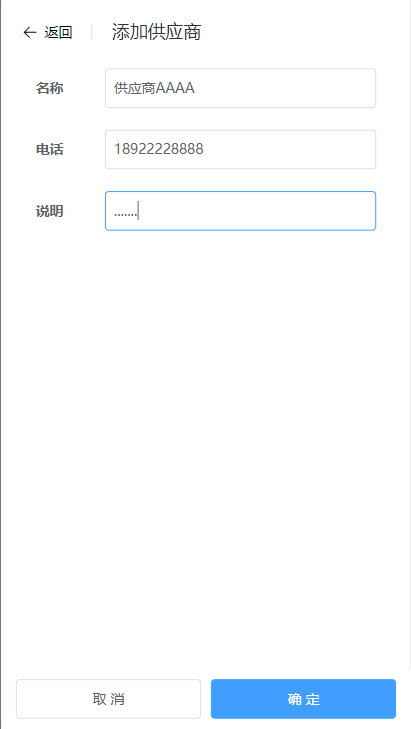 返回 添加供应商
名称 供应商AAAA
电话 18922228888
说明 .......
取 消 确 定